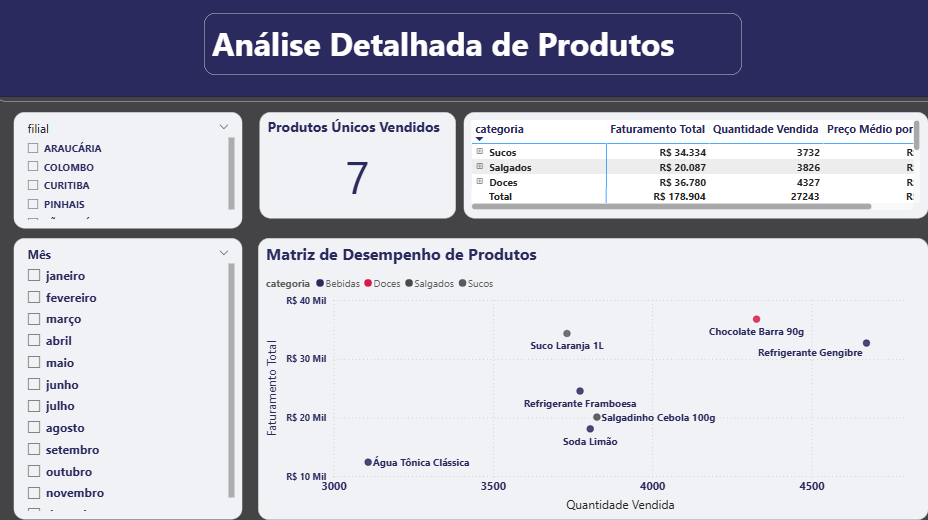 Análise Detalhada de Produtos
filial
ARAUCÁRIA
COLOMBO
CURITIBA
PINHAIS
Produtos Únicos Vendidos
7
categoria Faturamento Total Quantidade Vendida Preço Médio por
Sucos R$ 34.334 3732 R$
Salgados R$ 20.087 3826 R$
Doces R$ 36.780 4327 R$
Total R$ 178.904 27243 R$
Mês
janeiro
fevereiro
março
abril
maio
junho
julho
agosto
setembro
outubro
novembro
Matriz de Desempenho de Produtos
categoria Bebidas Doces Salgados Sucos
Faturamento Total
R$ 40 Mil
R$ 30 Mil
R$ 20 Mil
R$ 10 Mil
Chocolate Barra 90g
Suco Laranja 1L
Refrigerante Gengibre
Refrigerante Framboesa
Salgadinho Cebola 100g
Soda Limão
Água Tônica Clássica
3000 3500 4000 4500
Quantidade Vendida